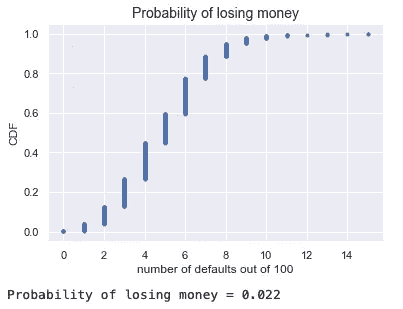 Probability of losing money
1.0
0.8
0.6
0.4
0.2
0.0
CDF
0 2 4 6 8 10 12 14
number of defaults out of 100
Probability of losing money = 0.022